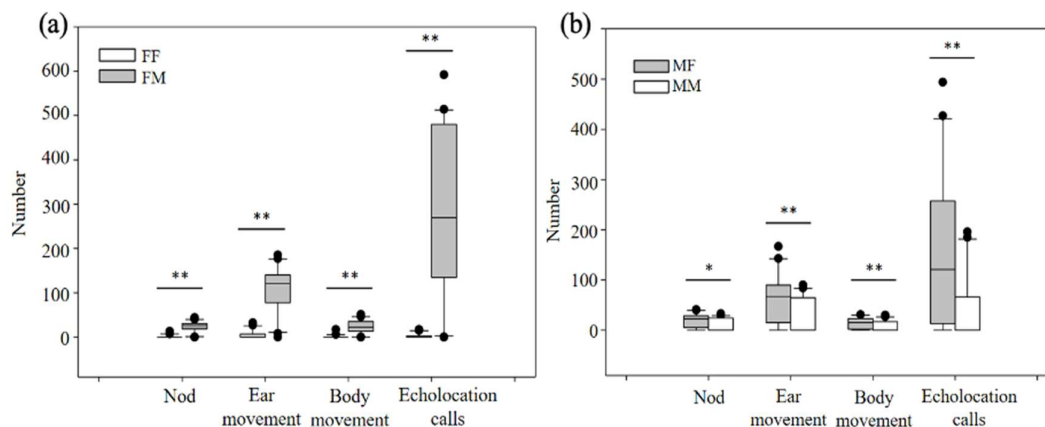 (a)
FF
FM
Number
600
500
400
300
200
100
0
**
**
**
**
Nod
Ear
movement
Body
movement
Echolocation
calls
(b)
MF
MM
Number
500
400
300
200
100
0
*
**
**
**
Nod
Ear
movement
Body
movement
Echolocation
calls